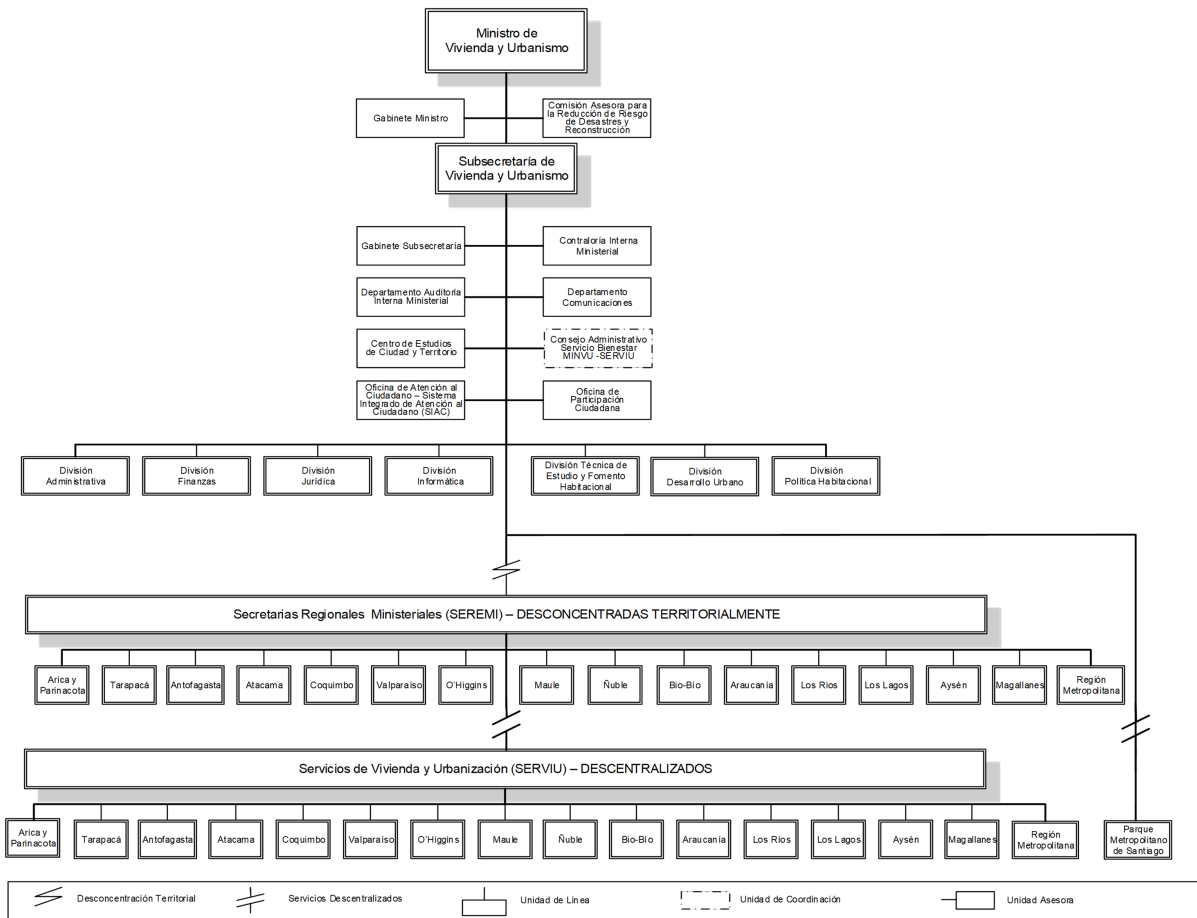 Ministro de
Vivienda y Urbanismo
Gabinete Ministro
Comisión Asesora para
la Reducción de Riesgo
de Desastres y
Reconstrucción
Subsecretaría de
Vivienda y Urbanismo
Gabinete Subsecretaría
Contraloría Interna
Ministerial
Departamento Auditoría
Interna Ministerial
Departamento
Comunicaciones
Centro de Estudios
de Ciudad y Territorio
Consejo Administrativo
Servicio Bienestar
MINVU -SERVIU
Oficina de Atención al
Ciudadano – Sistema
Integrado de Atención al
Ciudadano (SIAC)
Oficina de
Participación
Ciudadana
División
Administrativa
División
Finanzas
División
Jurídica
División
Informática
División Técnica de
Estudio y Fomento
Habitacional
División
Desarrollo Urbano
División
Política Habitacional
Secretarias Regionales Ministeriales (SEREMI) – DESCONCENTRADAS TERRITORIALMENTE
Arica y
Parinacota
Tarapacá
Antofagasta
Atacama
Coquimbo
Valparaíso
O'Higgins
Maule
Ñuble
Bio-Bio
Araucanía
Los Ríos
Los Lagos
Aysén
Magallanes
Región
Metropolitana
Servicios de Vivienda y Urbanización (SERVIU) – DESCENTRALIZADOS
Arica y
Parinacota
Tarapacá
Antofagasta
Atacama
Coquimbo
Valparaíso
O'Higgins
Maule
Ñuble
Bio-Bio
Araucanía
Los Ríos
Los Lagos
Aysén
Magallanes
Región
Metropolitana
Parque
Metropolitano
de Santiago
Desconcentración Territorial
Servicios Descentralizados
Unidad de Línea
Unidad de Coordinación
Unidad Asesora